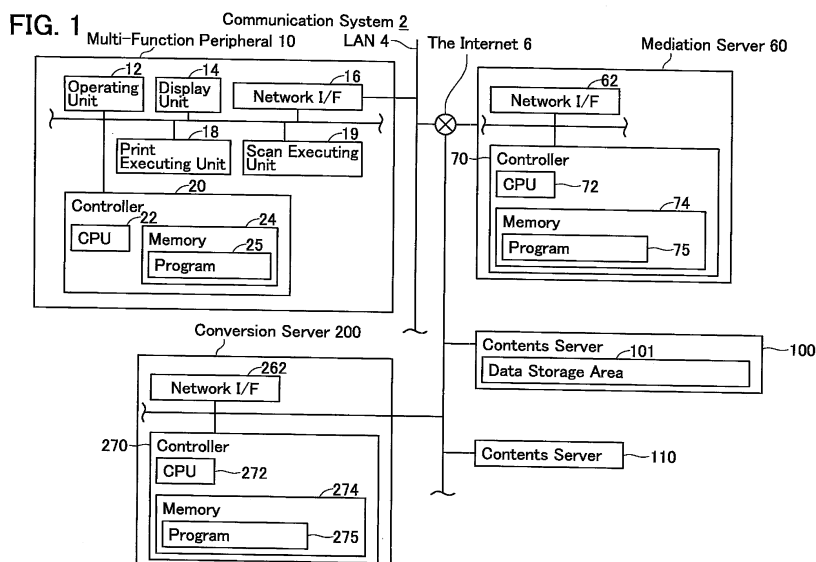 FIG. 1
Communication System 2
Multi-Function Peripheral 10
LAN 4
The Internet 6
Mediation Server 60
12
Operating
Unit
14
Display
Unit
16
Network I/F
18
Print
Executing Unit
19
Scan Executing
Unit
20
Controller
22
CPU
24
Memory
25
Program
62
Network I/F
70
Controller
CPU
72
74
Memory
Program
75
Conversion Server 200
262
Network I/F
270
Controller
CPU
272
274
Memory
Program
275
Contents Server
100
101
Data Storage Area
Contents Server
110